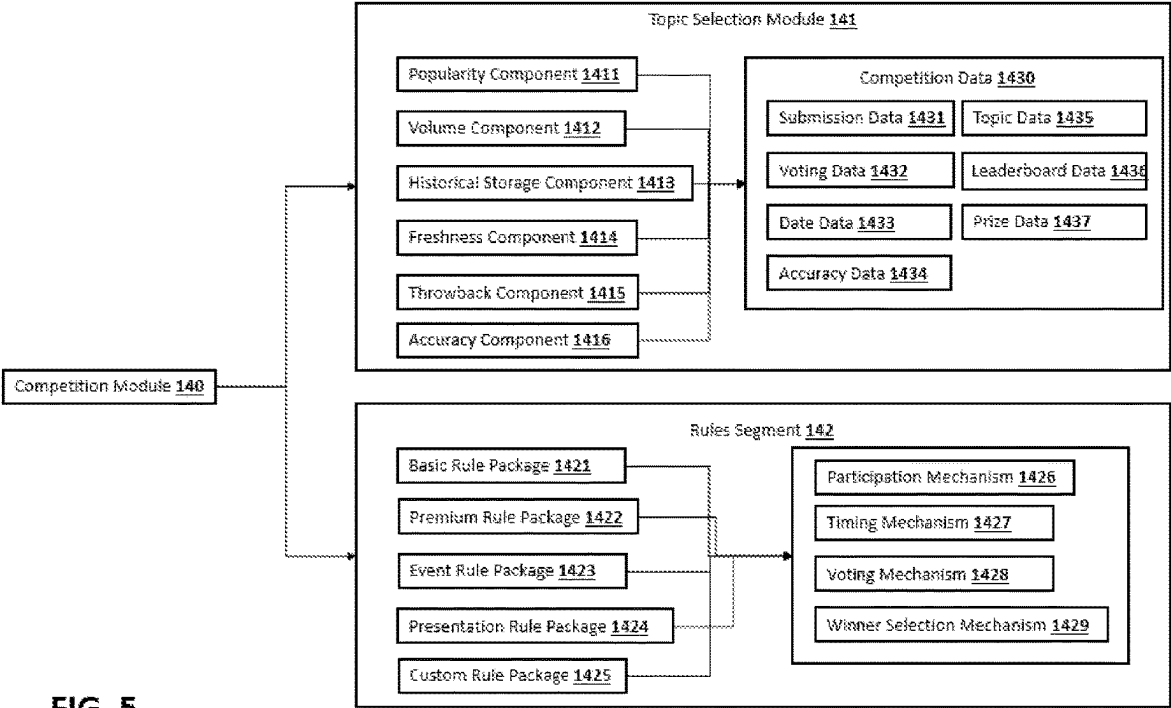 Topic Selection Module 141
Popularity Component 1411
Volume Component 1412
Historical Storage Component 1413
Freshness Component 1414
Throwback Component 1415
Accuracy Component 1416
Competition Data 1430
Submission Data 1431
Topic Data 1435
Voting Data 1432
Leaderboard Data 1436
Date Data 1433
Prize Data 1437
Accuracy Data 1434
Competition Module 140
Rules Segment 142
Basic Rule Package 1421
Premium Rule Package 1422
Event Rule Package 1423
Presentation Rule Package 1424
Custom Rule Package 1425
Participation Mechanism 1426
Timing Mechanism 1427
Voting Mechanism 1428
Winner Selection Mechanism 1429
FIG. 5